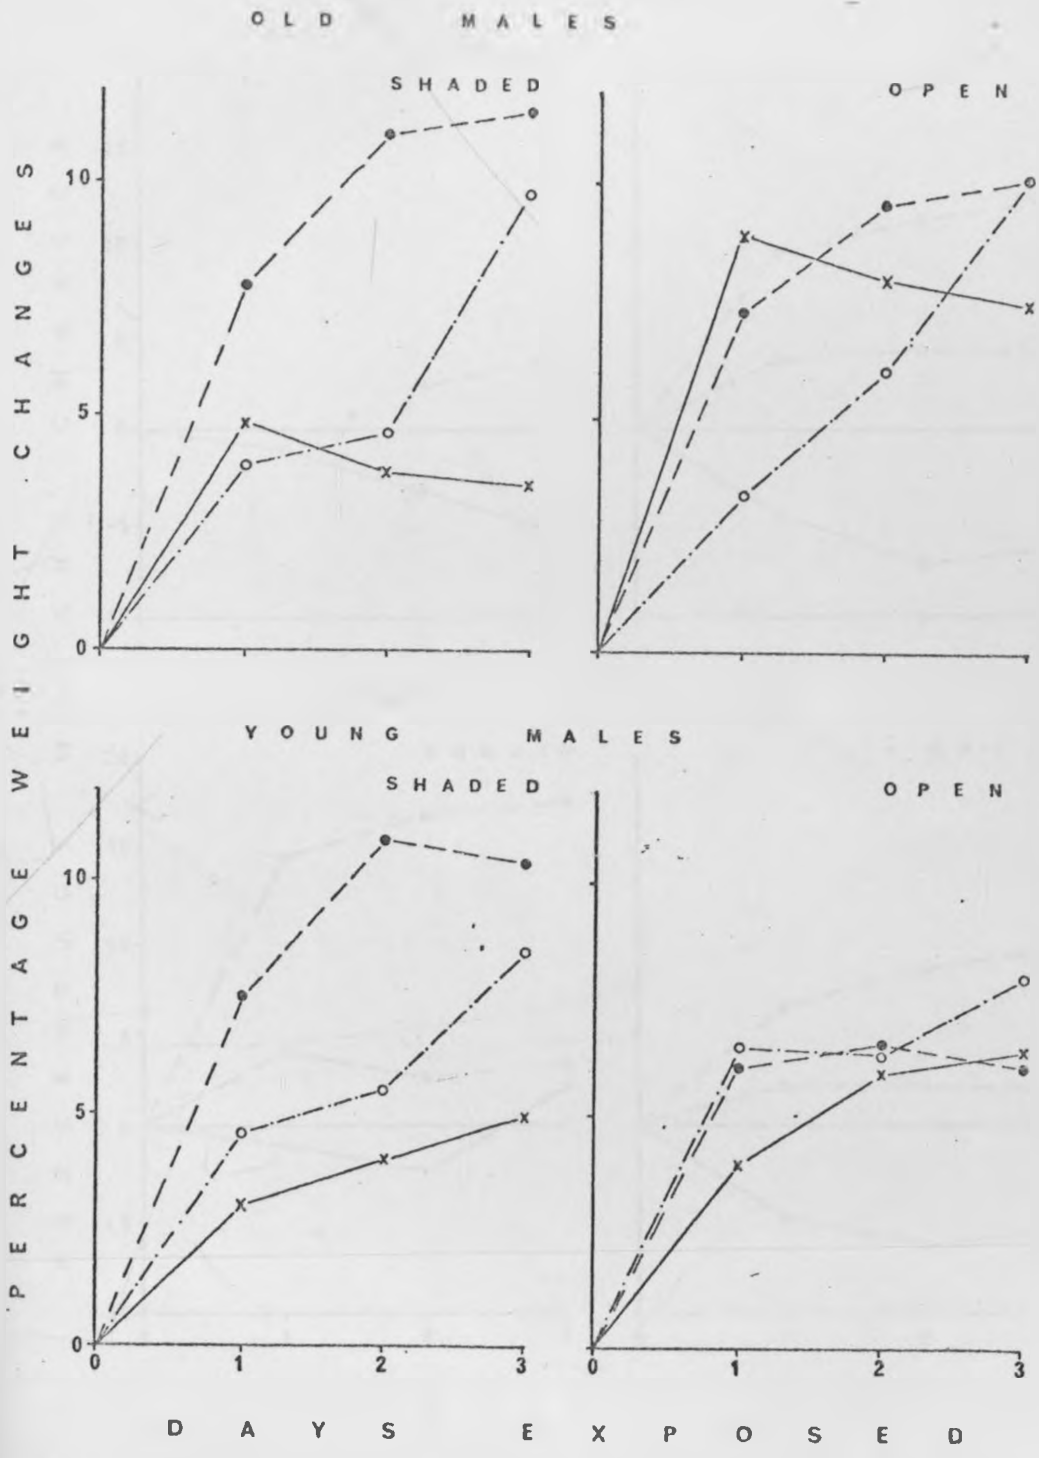 OLD MALES
SHADED
OPEN
10
5
0
PERCENTAGE WEIGHT CHANGES
YOUNG MALES
SHADED
OPEN
10
5
0
0 1 2 3
0 1 2 3
DAYS EXPOSED